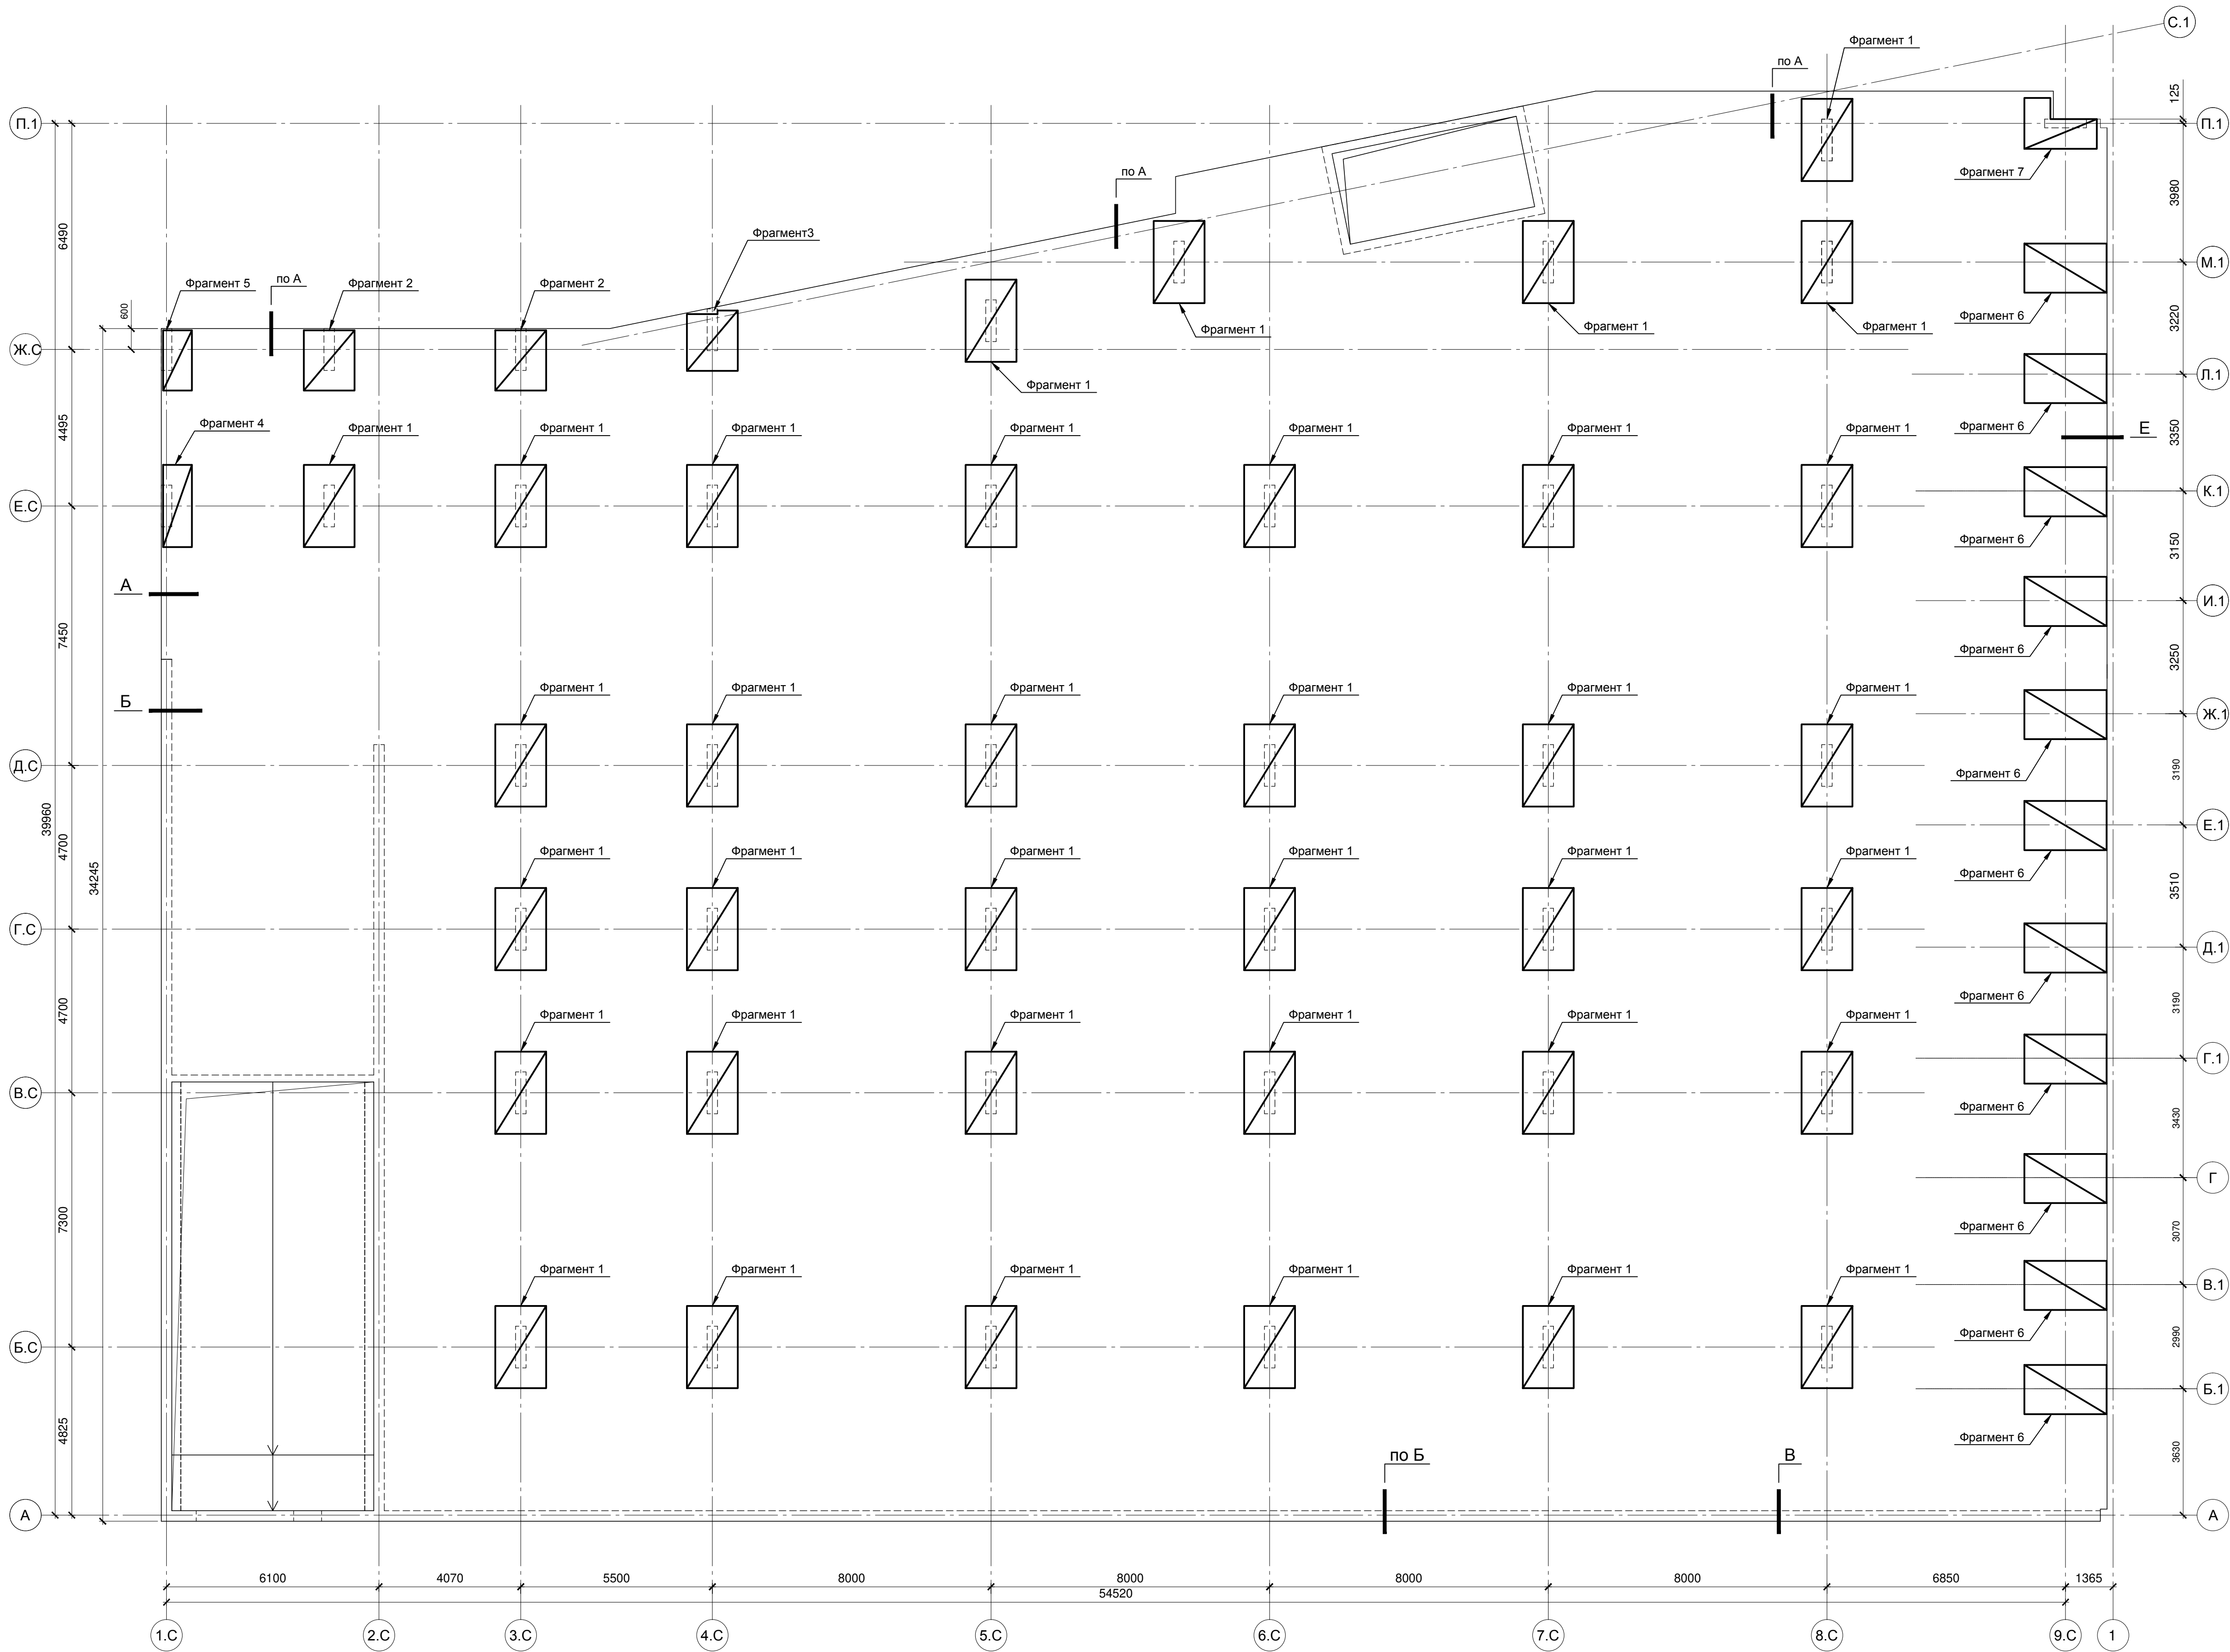 С.1
Фрагмент 1
по А
125
П.1
П.1
Фрагмент 7
3980
по А
6490
Фрагмент3
М.1
Фрагмент 5
по А
Фрагмент 2
Фрагмент 2
Фрагмент 6
600
3220
Фрагмент 1
Фрагмент 1
Фрагмент 1
Ж.С
Л.1
Фрагмент 1
4495
Фрагмент 4
Фрагмент 1
Фрагмент 1
Фрагмент 1
Фрагмент 1
Фрагмент 1
Фрагмент 1
Фрагмент 1
Фрагмент 6
3350
Е
Е.С
К.1
Фрагмент 6
3150
А
И.1
7450
Фрагмент 6
3250
Б
Фрагмент 1
Фрагмент 1
Фрагмент 1
Фрагмент 1
Фрагмент 1
Фрагмент 1
Ж.1
Д.С
Фрагмент 6
3190
39960
4700
Е.1
34245
Фрагмент 1
Фрагмент 1
Фрагмент 1
Фрагмент 1
Фрагмент 1
Фрагмент 1
Фрагмент 6
3510
Г.С
Д.1
Фрагмент 6
3190
4700
Фрагмент 1
Фрагмент 1
Фрагмент 1
Фрагмент 1
Фрагмент 1
Фрагмент 1
Г.1
В.С
Фрагмент 6
3430
Г
7300
Фрагмент 6
3070
Фрагмент 1
Фрагмент 1
Фрагмент 1
Фрагмент 1
Фрагмент 1
Фрагмент 1
В.1
Б.С
Фрагмент 6
2990
Б.1
4825
Фрагмент 6
3630
по Б
В
А
А
6100
4070
5500
8000
8000
8000
8000
6850
1365
54520
1.С
2.С
3.С
4.С
5.С
6.С
7.С
8.С
9.С
1